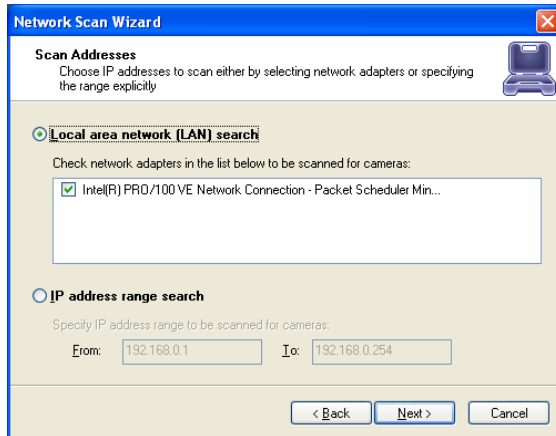 Network Scan Wizard
Scan Addresses
Choose IP addresses to scan either by selecting network adapters or specifying
the range explicitly
Local area network (LAN) search
Check network adapters in the list below to be scanned for cameras:
Intel(R) PRO/100 VE Network Connection - Packet Scheduler Min...
IP address range search
Specify IP address range to be scanned for cameras:
From: 192.168.0.1 To: 192.168.0.254
< Back Next > Cancel